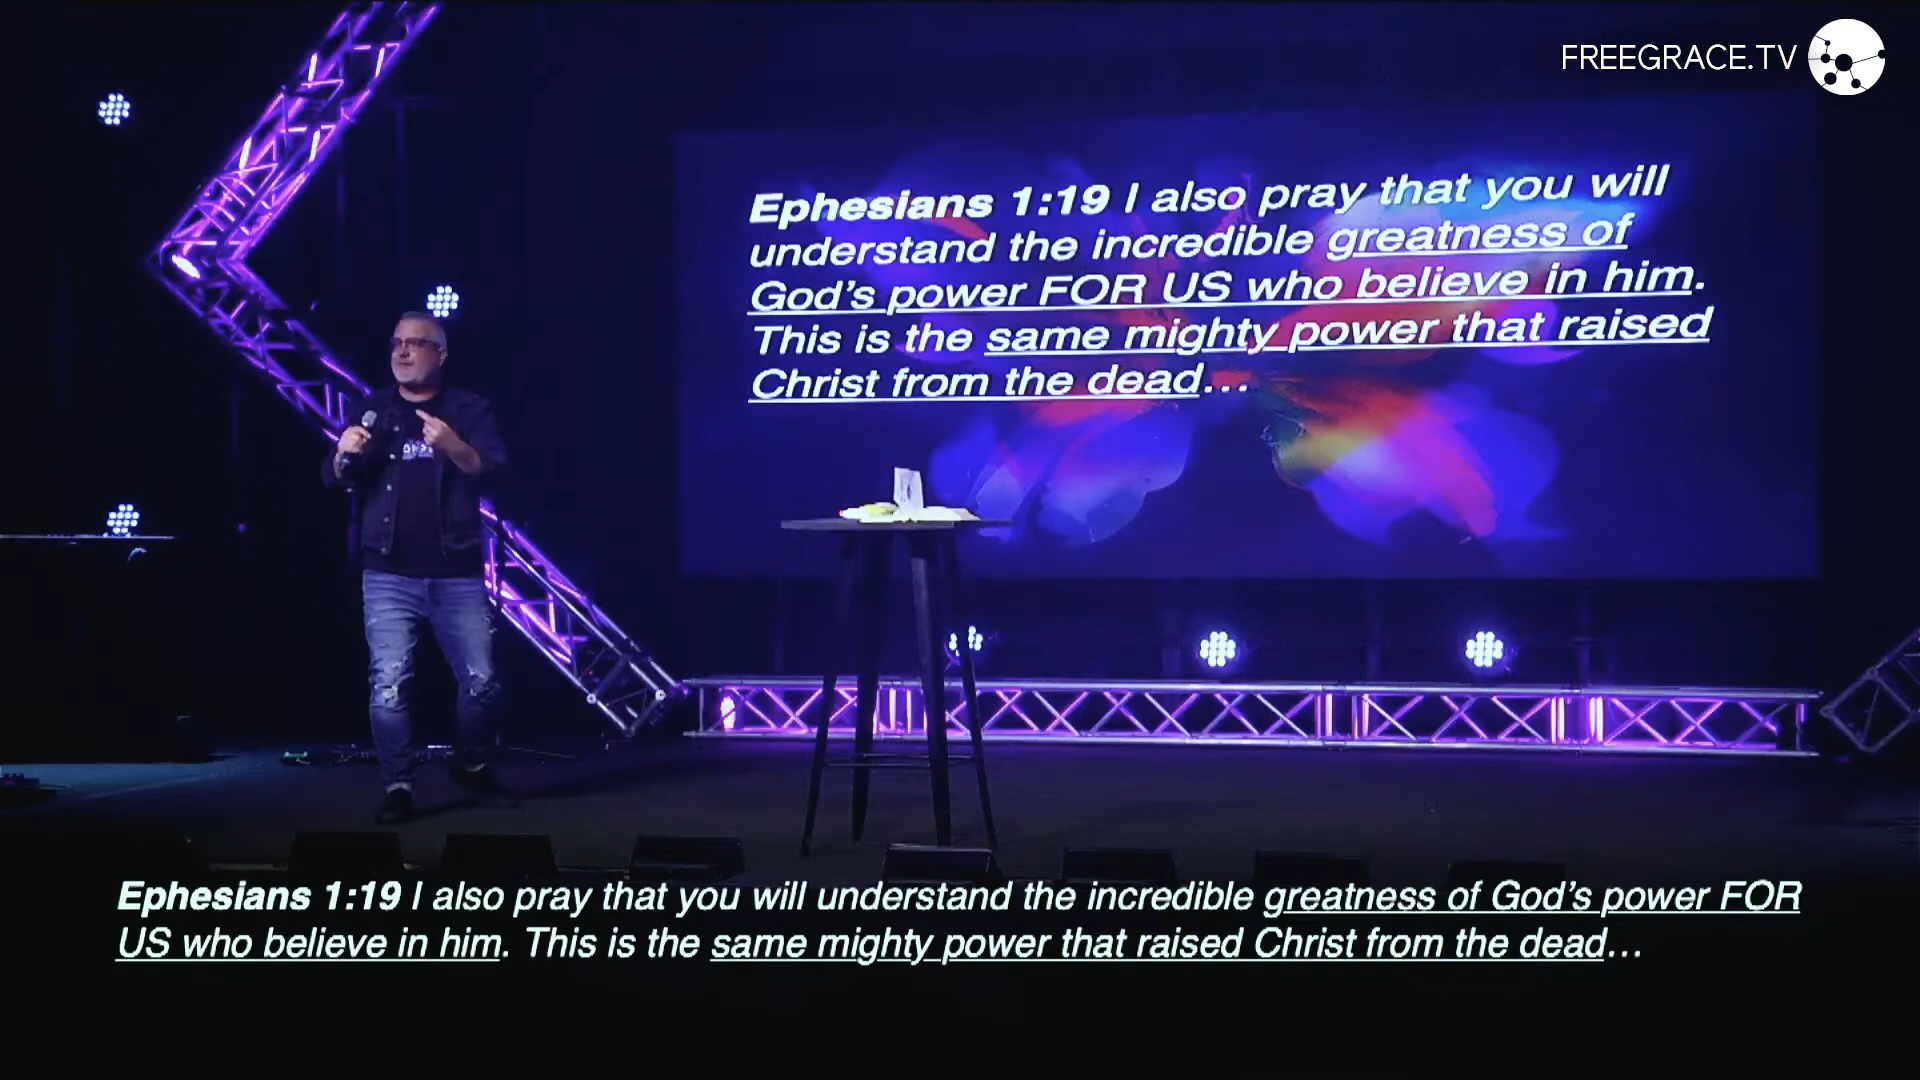 FREEGRACE.TV
Ephesians 1:19 I also pray that you will
understand the incredible greatness of
God's power FOR US who believe in him.
This is the same mighty power that raised
Christ from the dead…
Ephesians 1:19 I also pray that you will understand the incredible greatness of God's power FOR
US who believe in him. This is the same mighty power that raised Christ from the dead…